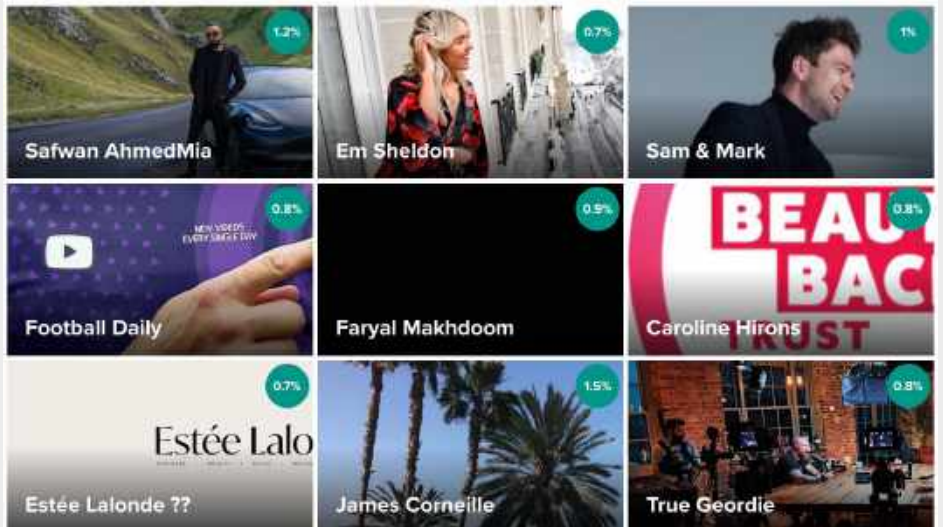 1.2%
Safwan AhmedMia
0.7%
Em Sheldon
1%
Sam & Mark
0.8%
NEW VIDEOS
EVERY SINGLE DAY
Football Daily
0.9%
Faryal Makhdoom
0.8%
BEAU
BAC
TRUST
Caroline Hirons
0.7%
Estée Lalo
Estée Lalonde ??
1.5%
James Corneille
0.8%
True Geordie